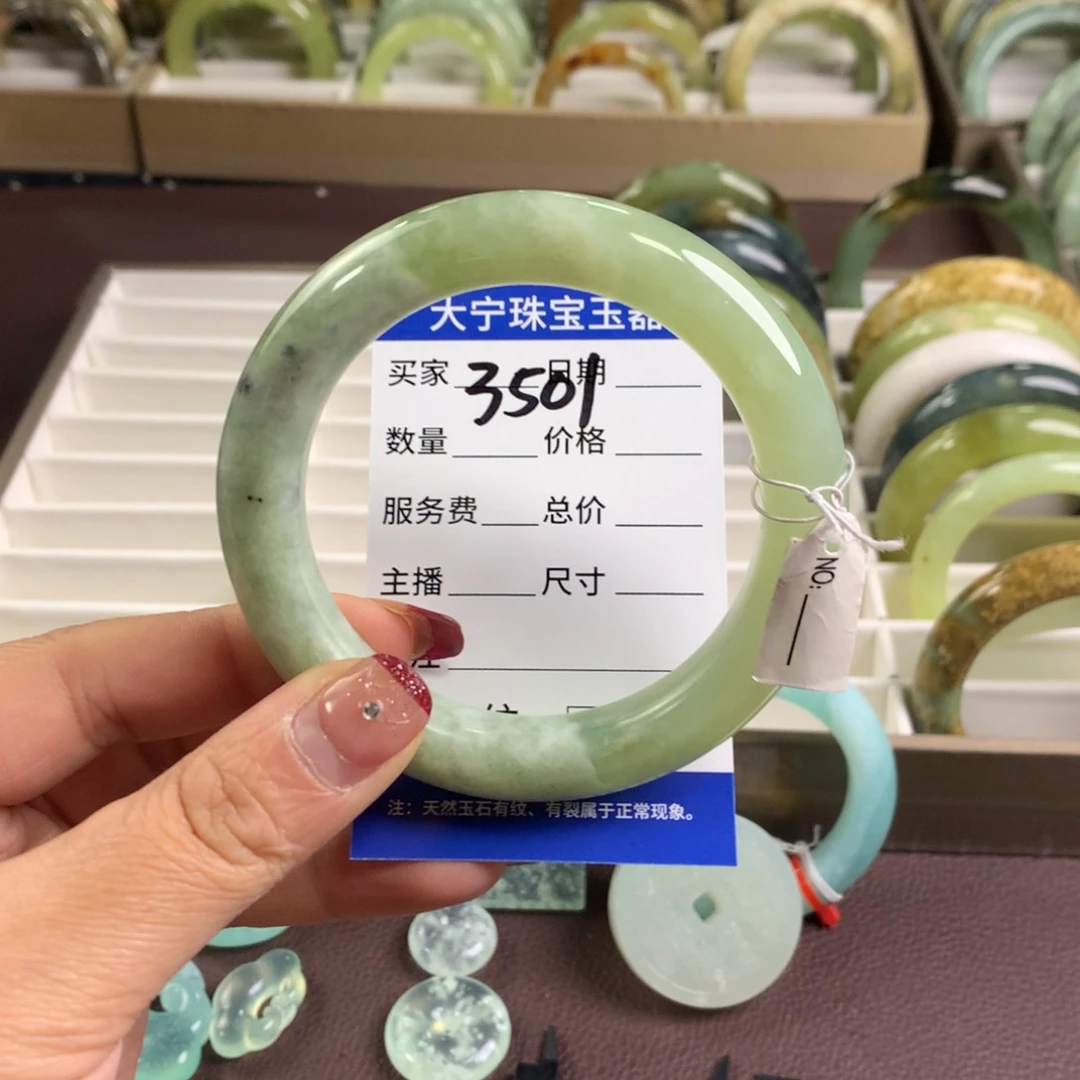 大宁珠宝玉器
买家 日期
3501
数量 价格
服务费 总价
主播 尺寸
注
注：天然玉石有纹、有裂属于正常现象。
NO: